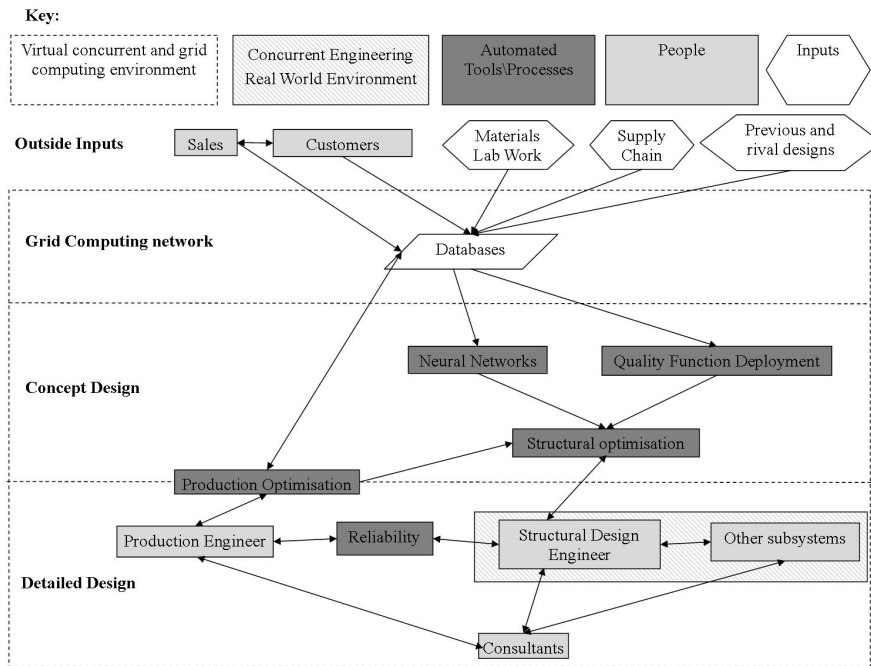 Key:
Virtual concurrent and grid
computing environment
Concurrent Engineering
Real World Environment
Automated
Tools\Processes
People
Inputs
Outside Inputs
Sales
Customers
Materials
Lab Work
Supply
Chain
Previous and
rival designs
Grid Computing network
Databases
Neural Networks
Quality Function Deployment
Concept Design
Structural optimisation
Production Optimisation
Production Engineer
Reliability
Structural Design
Engineer
Other subsystems
Detailed Design
Consultants